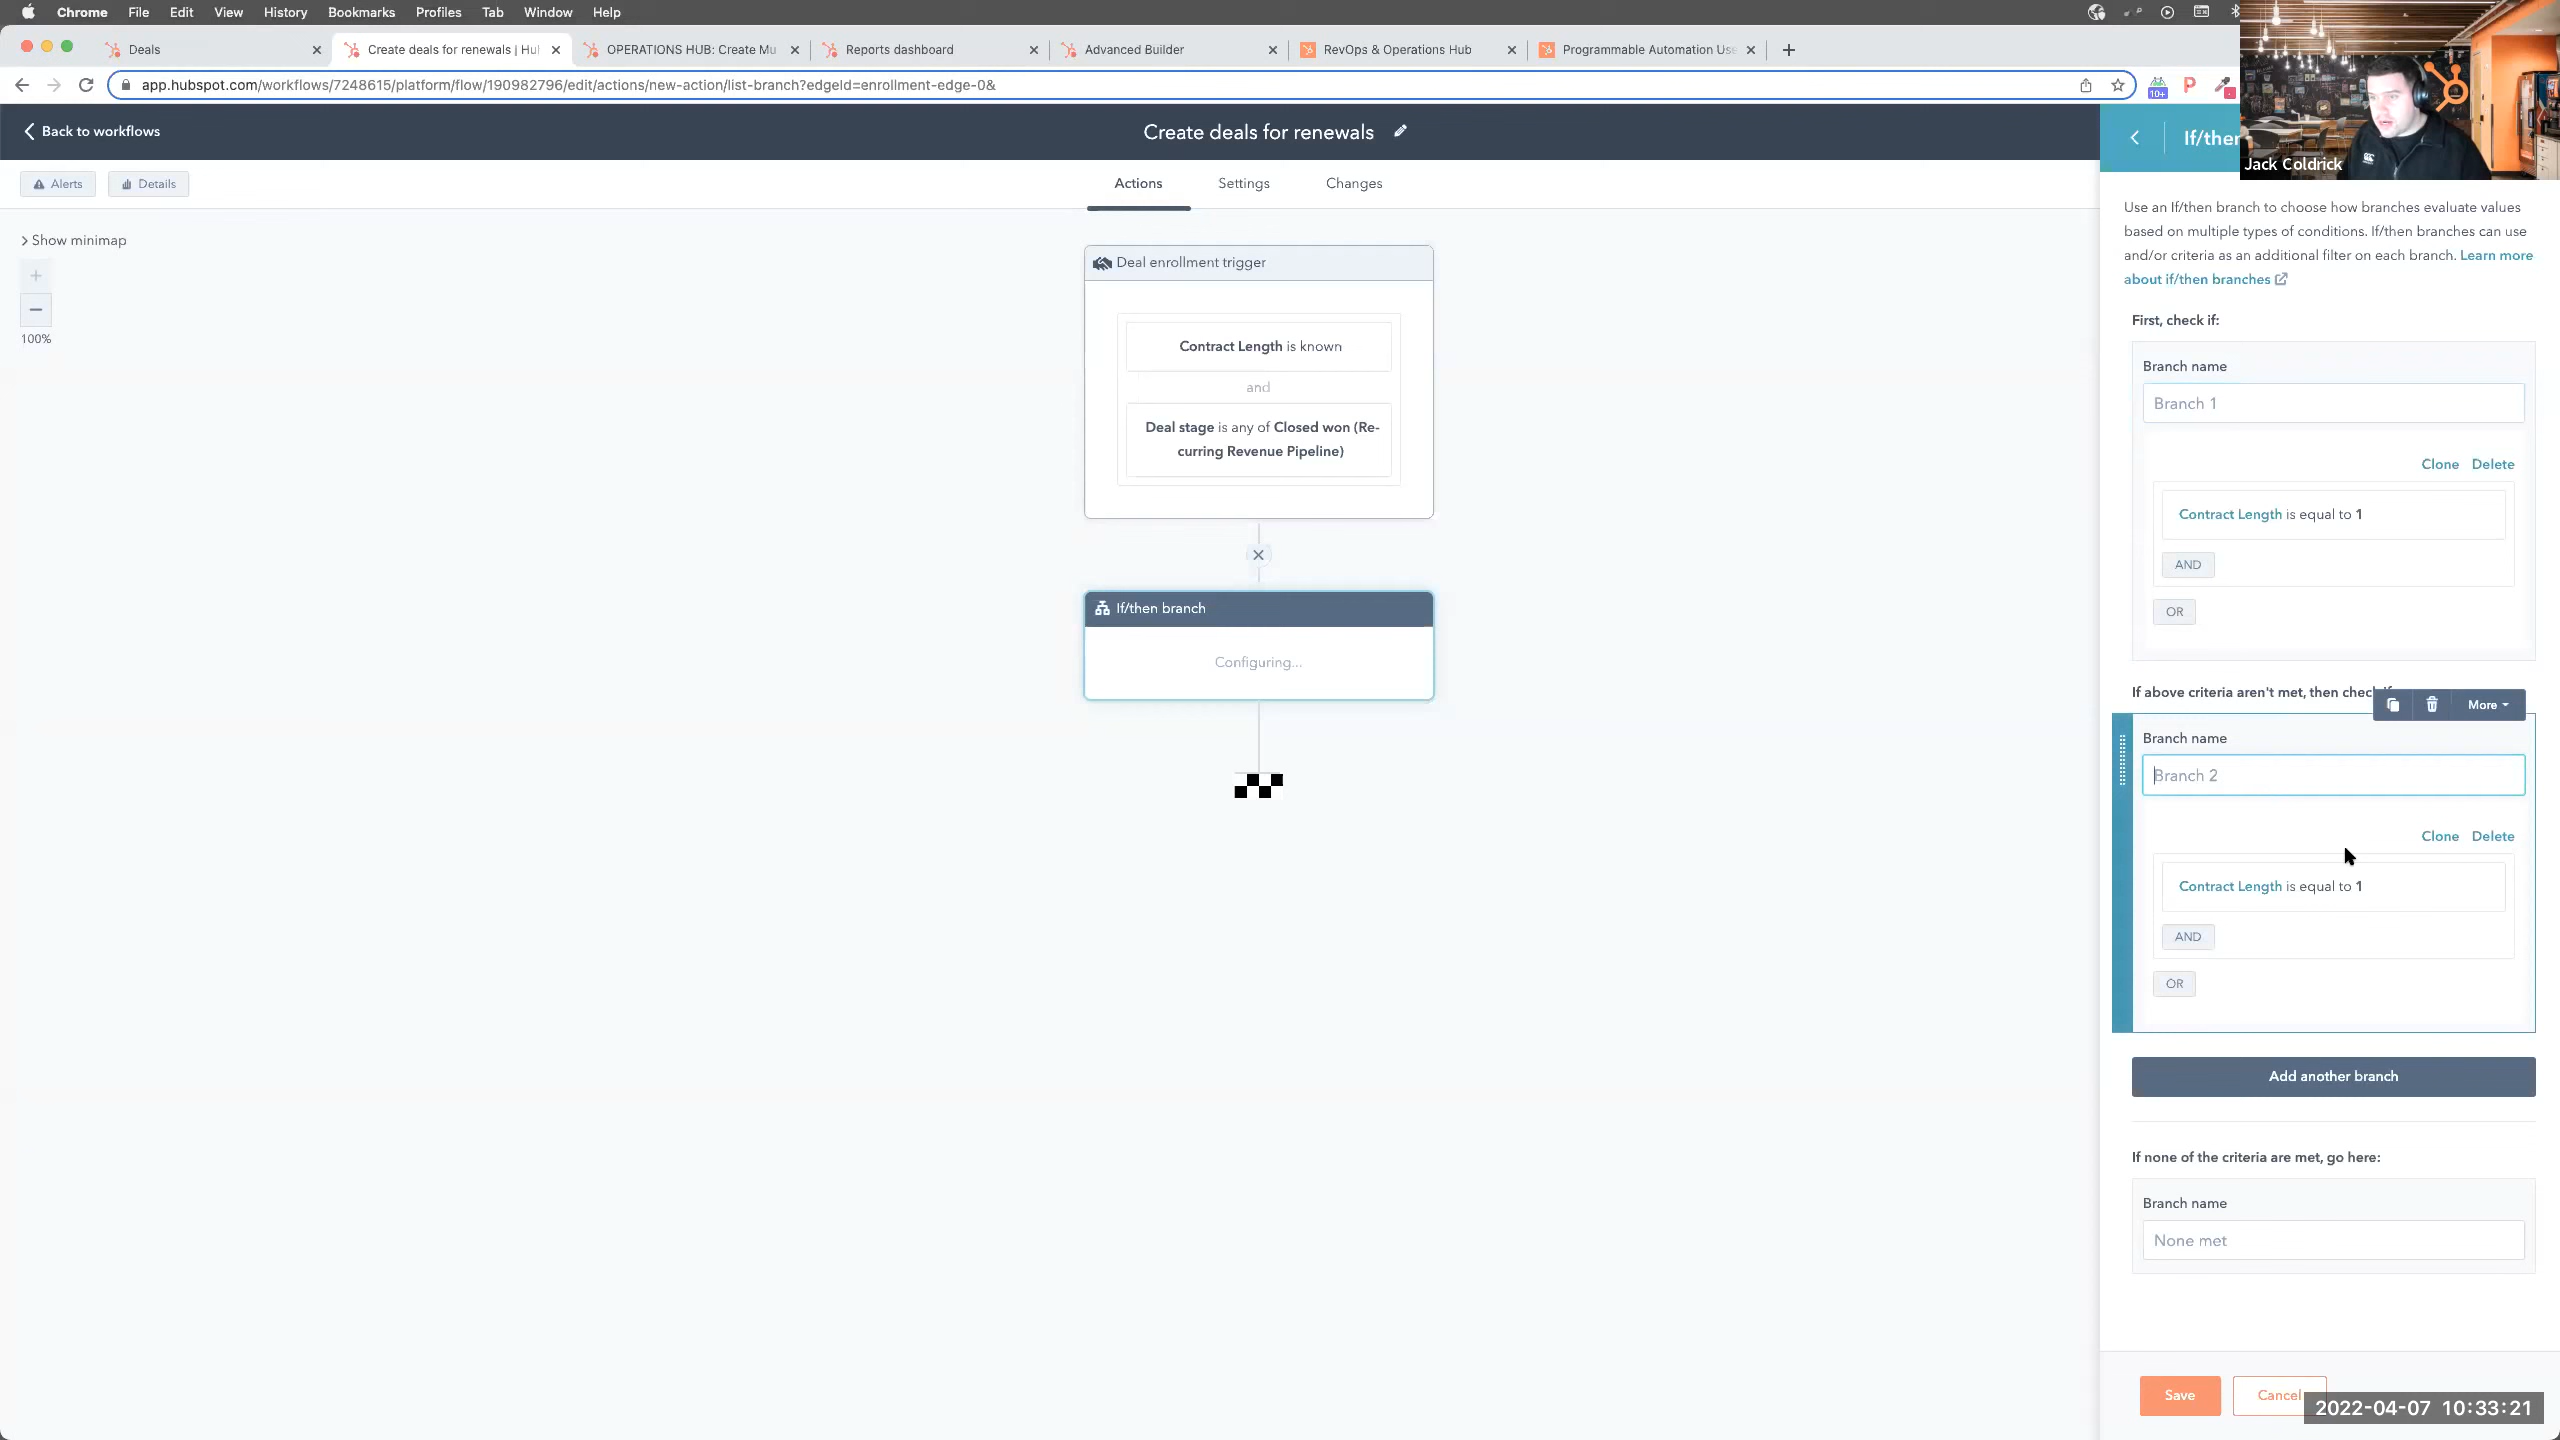 Chrome File Edit View History Bookmarks Profiles Tab Window Help
Deals
Create deals for renewals | Hul
OPERATIONS HUB: Create Mu
Reports dashboard
Advanced Builder
RevOps & Operations Hub
Programmable Automation Use
app.hubspot.com/workflows/7248615/platform/flow/190982796/edit/actions/new-action/list-branch?edgeId=enrollment-edge-0&
10+
Back to workflows
Create deals for renewals
If/then
Jack Coldrick
Alerts
Details
Actions
Settings
Changes
Show minimap
100%
Deal enrollment trigger
Contract Length is known
and
Deal stage is any of Closed won (Re-
curring Revenue Pipeline)
If/then branch
Configuring...
Use an If/then branch to choose how branches evaluate values
based on multiple types of conditions. If/then branches can use
and/or criteria as an additional filter on each branch. Learn more
about if/then branches
First, check if:
Branch name
Branch 1
Clone Delete
Contract Length is equal to 1
AND
OR
If above criteria aren't met, then check if
More
Branch name
Branch 2
Clone Delete
Contract Length is equal to 1
AND
OR
Add another branch
If none of the criteria are met, go here:
Branch name
None met
Save
Cancel
2022-04-07 10:33:21